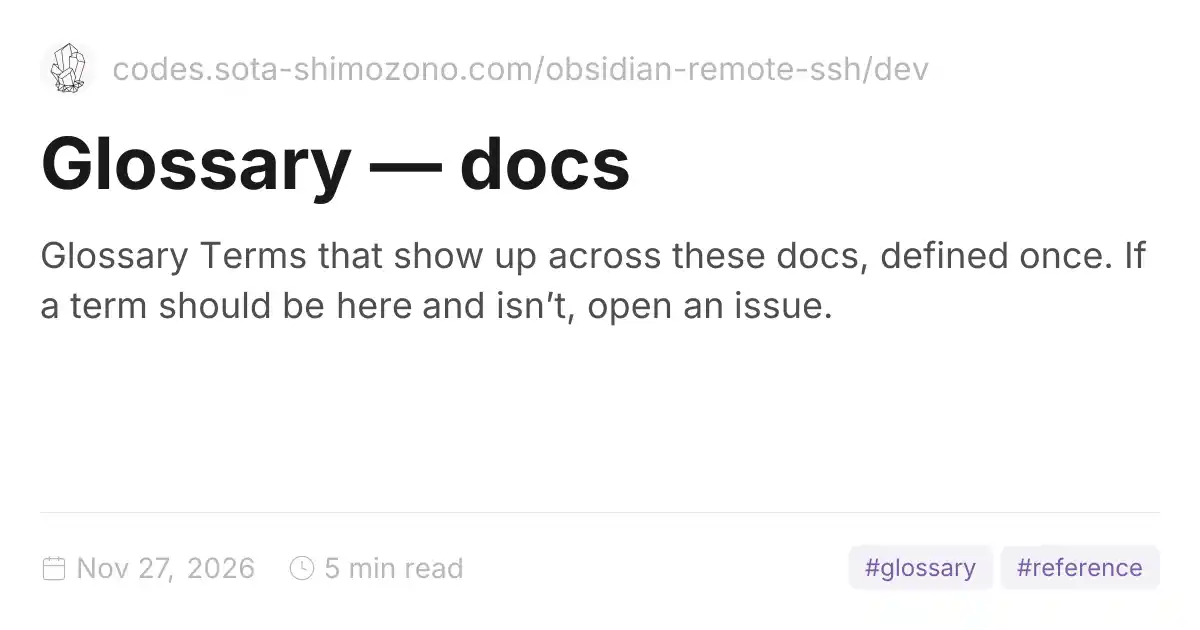 codes.sota-shimozono.com/obsidian-remote-ssh/dev
Glossary — docs
Glossary Terms that show up across these docs, defined once. If
a term should be here and isn’t, open an issue.
Nov 27, 2026 5 min read #glossary #reference